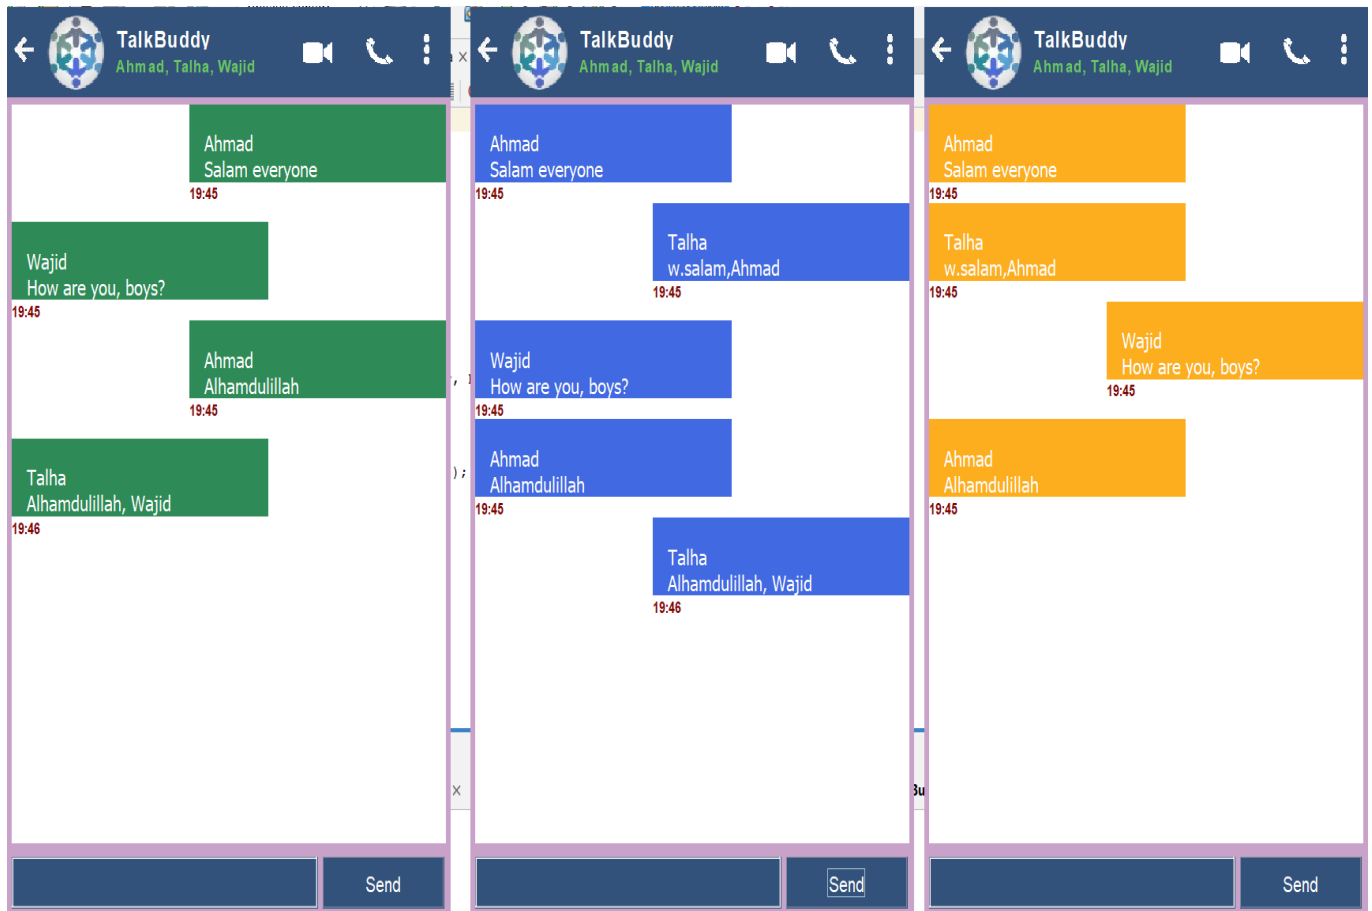 TalkBuddy
Ahmad, Talha, Wajid
Ahmad
Salam everyone
19:45
Wajid
How are you, boys?
19:45
Ahmad
Alhamdulillah
19:45
Talha
Alhamdulillah, Wajid
19:46
Send
TalkBuddy
Ahmad, Talha, Wajid
Ahmad
Salam everyone
19:45
Talha
w.salam,Ahmad
19:45
Wajid
How are you, boys?
19:45
Ahmad
Alhamdulillah
19:45
Talha
Alhamdulillah, Wajid
19:46
Send
TalkBuddy
Ahmad, Talha, Wajid
Ahmad
Salam everyone
19:45
Talha
w.salam,Ahmad
19:45
Wajid
How are you, boys?
19:45
Ahmad
Alhamdulillah
19:45
Send
);